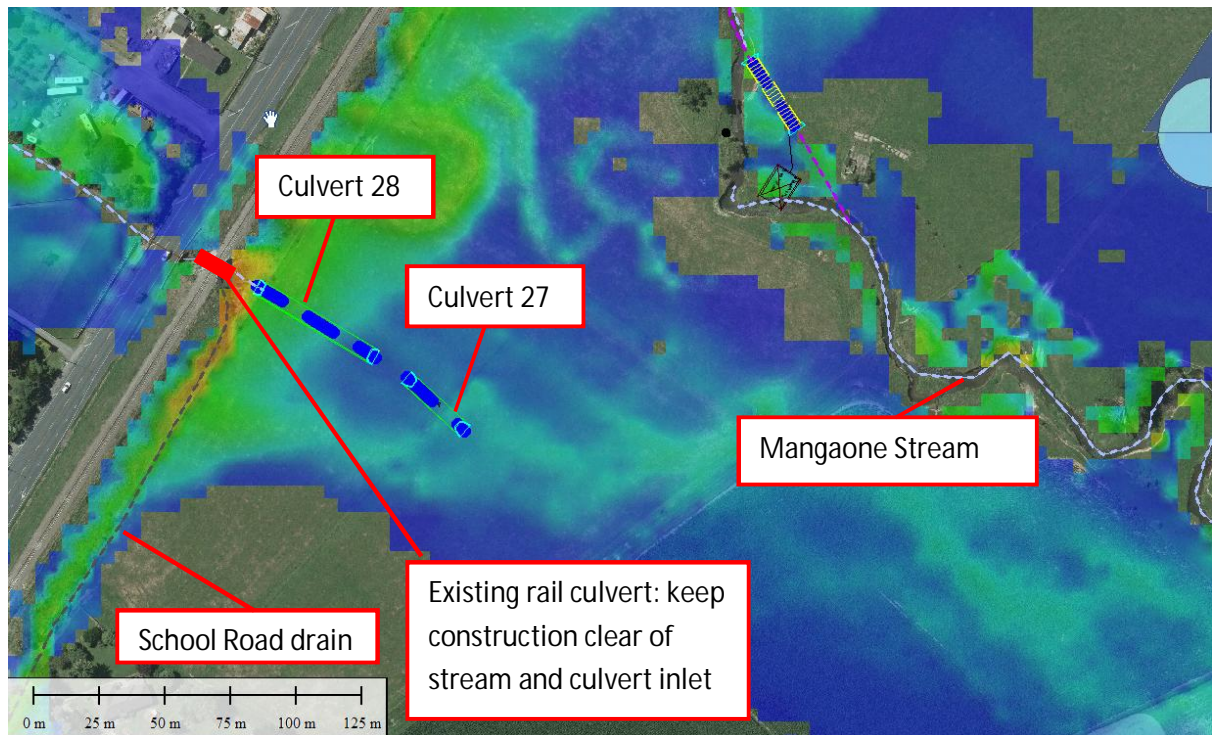 Culvert 28
Culvert 27
Mangaone Stream
School Road drain
Existing rail culvert: keep
construction clear of
stream and culvert inlet
0 m 25 m 50 m 75 m 100 m 125 m